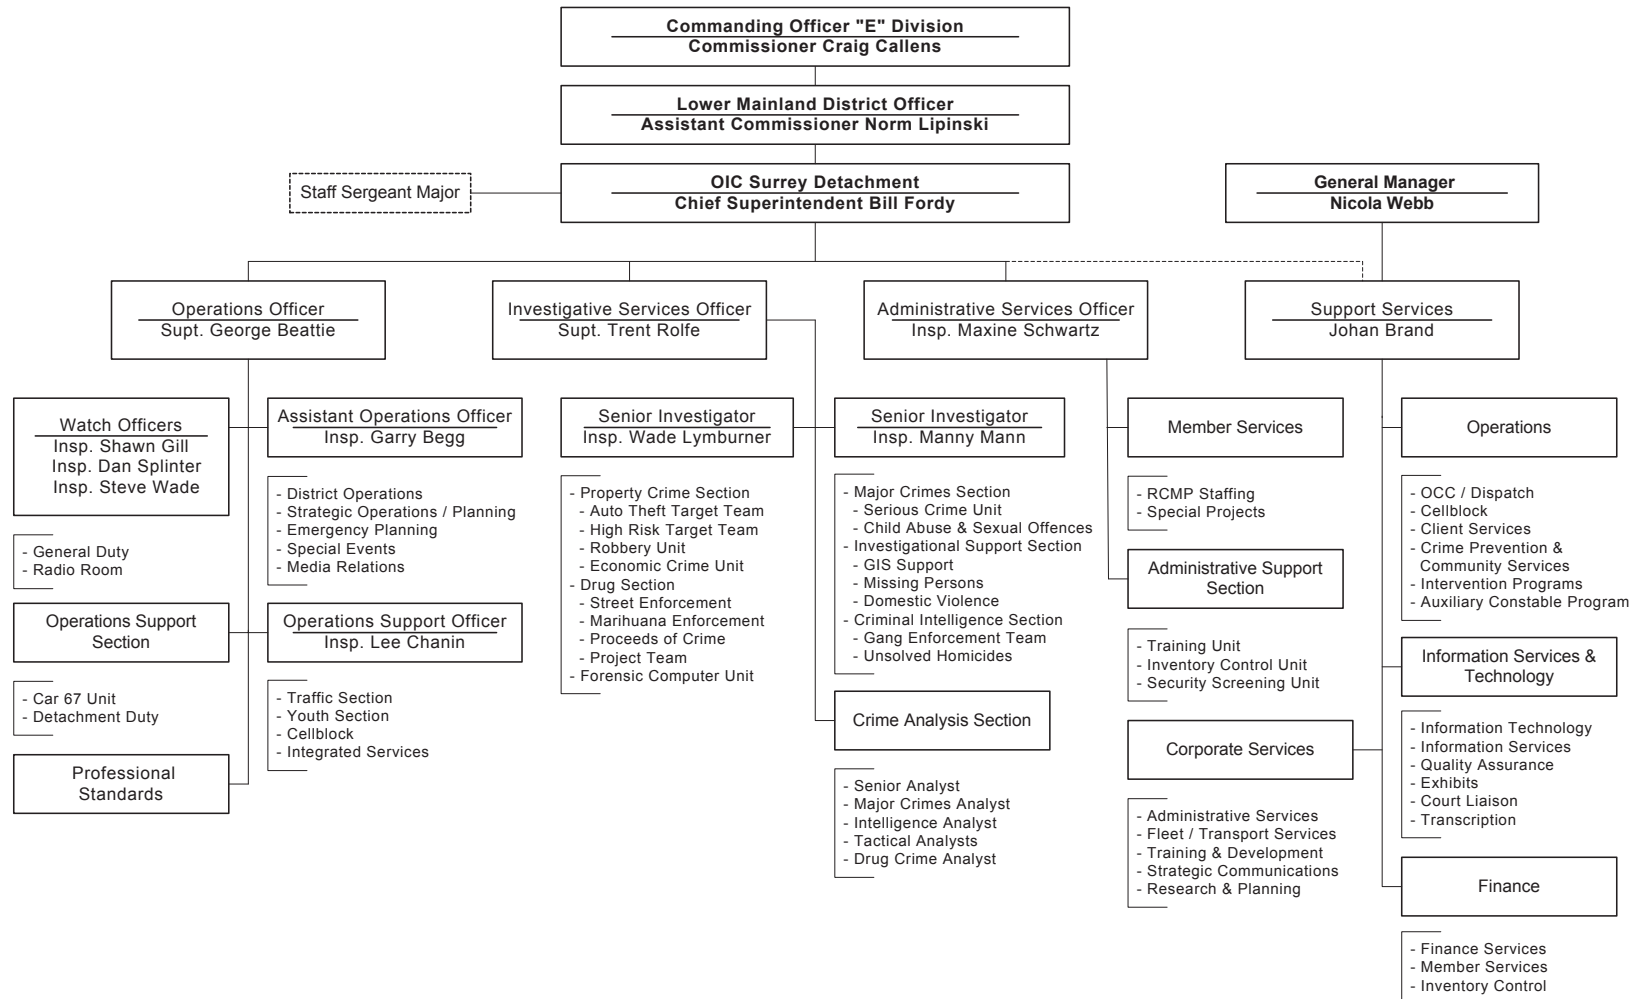 Commanding Officer "E" Division
Commissioner Craig Callens
Lower Mainland District Officer
Assistant Commissioner Norm Lipinski
Staff Sergeant Major
OIC Surrey Detachment
Chief Superintendent Bill Fordy
General Manager
Nicola Webb
Operations Officer
Supt. George Beattie
Investigative Services Officer
Supt. Trent Rolfe
Administrative Services Officer
Insp. Maxine Schwartz
Support Services
Johan Brand
Watch Officers
Insp. Shawn Gill
Insp. Dan Splinter
Insp. Steve Wade
- General Duty
- Radio Room
Operations Support
Section
- Car 67 Unit
- Detachment Duty
Professional
Standards
Assistant Operations Officer
Insp. Garry Begg
- District Operations
- Strategic Operations / Planning
- Emergency Planning
- Special Events
- Media Relations
Operations Support Officer
Insp. Lee Chanin
- Traffic Section
- Youth Section
- Cellblock
- Integrated Services
Senior Investigator
Insp. Wade Lymburner
- Property Crime Section
- Auto Theft Target Team
- High Risk Target Team
- Robbery Unit
- Economic Crime Unit
- Drug Section
- Street Enforcement
- Marihuana Enforcement
- Proceeds of Crime
- Project Team
- Forensic Computer Unit
Senior Investigator
Insp. Manny Mann
- Major Crimes Section
- Serious Crime Unit
- Child Abuse & Sexual Offences
- Investigational Support Section
- GIS Support
- Missing Persons
- Domestic Violence
- Criminal Intelligence Section
- Gang Enforcement Team
- Unsolved Homicides
Crime Analysis Section
- Senior Analyst
- Major Crimes Analyst
- Intelligence Analyst
- Tactical Analysts
- Drug Crime Analyst
Member Services
- RCMP Staffing
- Special Projects
Administrative Support
Section
- Training Unit
- Inventory Control Unit
- Security Screening Unit
Corporate Services
- Administrative Services
- Fleet / Transport Services
- Training & Development
- Strategic Communications
- Research & Planning
Operations
- OCC / Dispatch
- Cellblock
- Client Services
- Crime Prevention &
Community Services
- Intervention Programs
- Auxiliary Constable Program
Information Services &
Technology
- Information Technology
- Information Services
- Quality Assurance
- Exhibits
- Court Liaison
- Transcription
Finance
- Finance Services
- Member Services
- Inventory Control